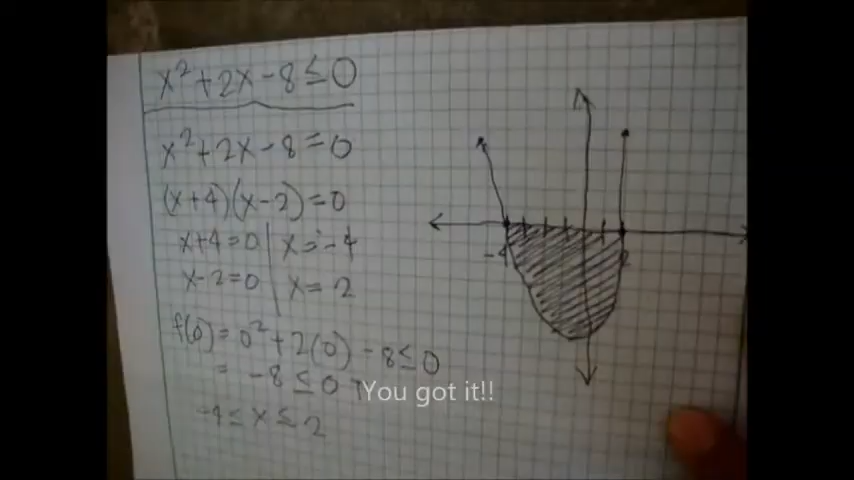 x² + 2x - 8 ≤ 0
x² + 2x - 8 = 0
(x+4)(x-2) = 0
x+4=0 | x = -4
x-2=0 | x = 2
f(0) = 0² + 2(0) - 8 ≤ 0
= -8 ≤ 0 T
You got it!!
-4 ≤ x ≤ 2
-4
2